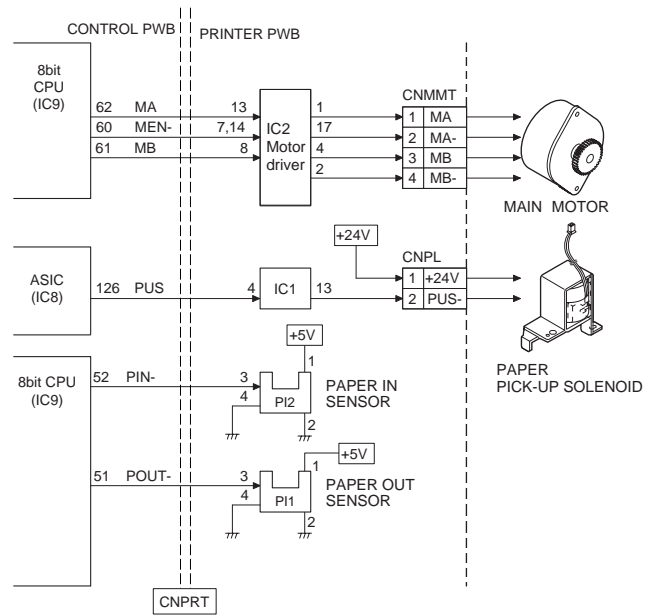 CONTROL PWB PRINTER PWB
8bit
CPU
(IC9)
62 MA 13
60 MEN- 7,14
61 MB 8
IC2
Motor
driver
1
17
4
2
CNMMT
1 MA
2 MA-
3 MB
4 MB-
MAIN MOTOR
ASIC
(IC8)
126 PUS 4
IC1
13
+24V
CNPL
1 +24V
2 PUS-
PAPER
PICK-UP SOLENOID
8bit CPU
(IC9)
52 PIN- 3
4
+5V
1
PI2
2
PAPER IN
SENSOR
51 POUT- 3
4
+5V
1
PI1
2
PAPER OUT
SENSOR
CNPRT